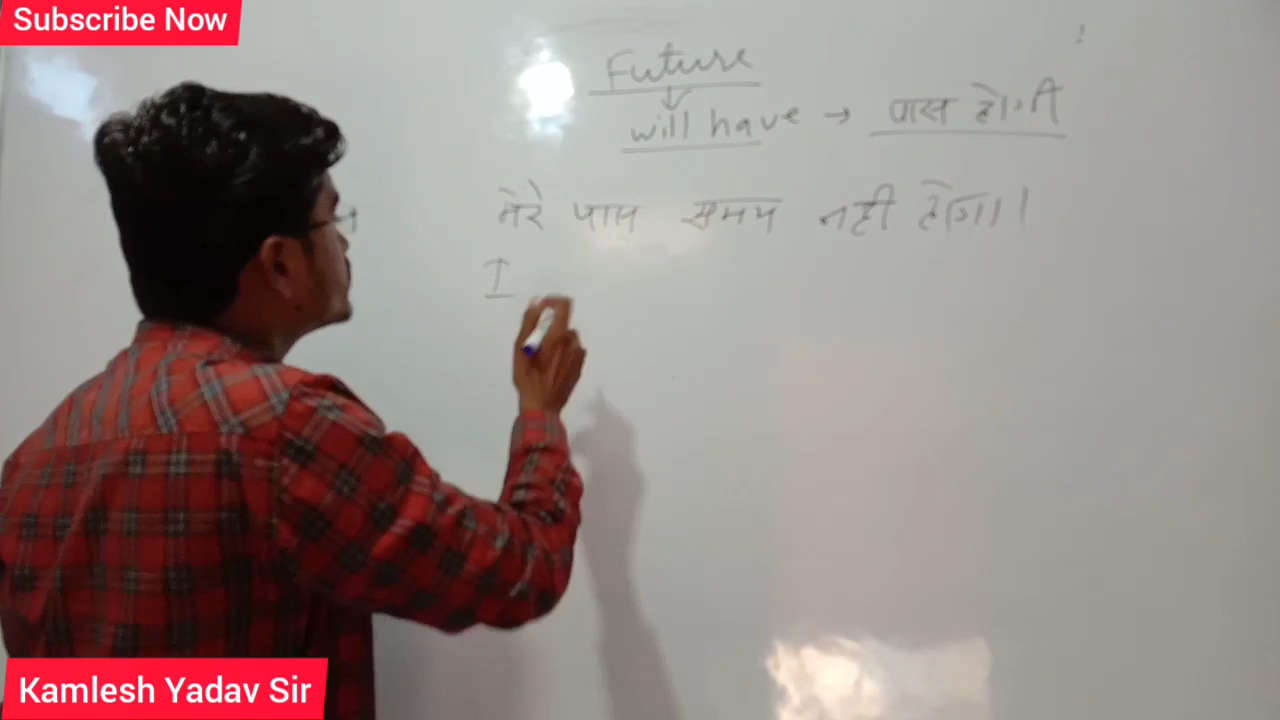 Subscribe Now
Future
will have → पास होगी
मेरे पास समय नही होगा।
I
Kamlesh Yadav Sir